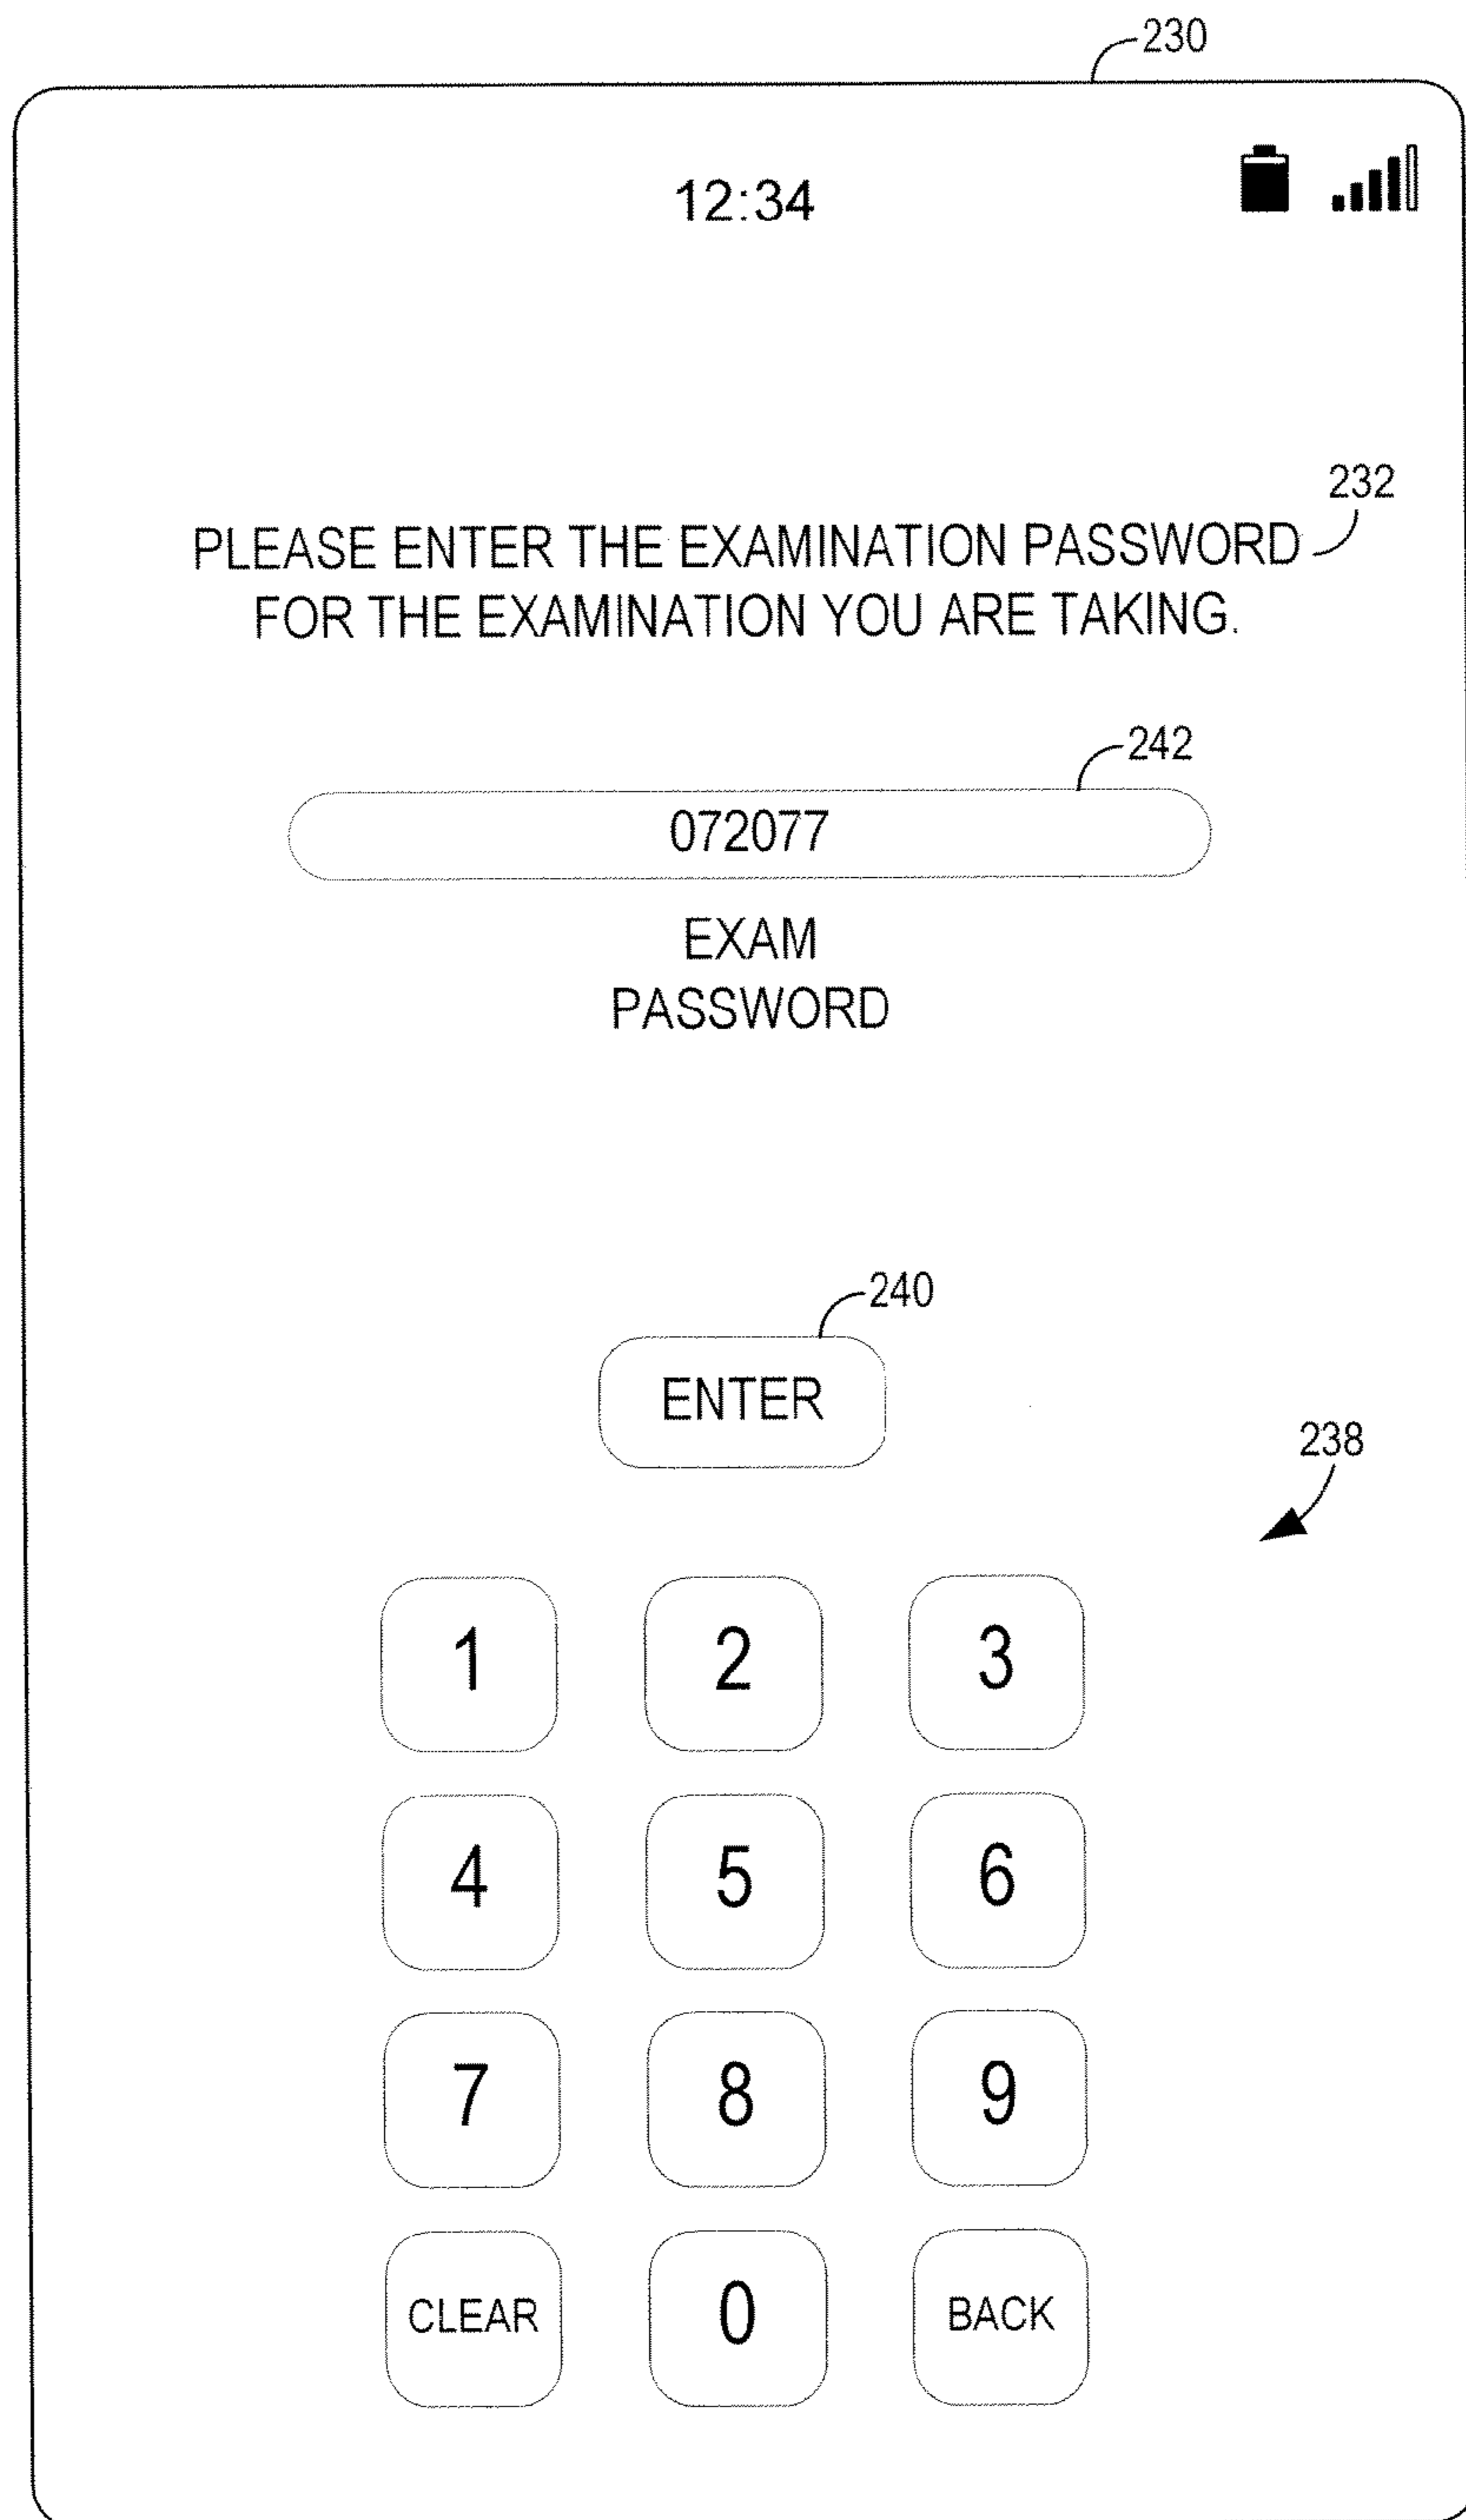 230
12:34
232
PLEASE ENTER THE EXAMINATION PASSWORD
FOR THE EXAMINATION YOU ARE TAKING.
242
072077
EXAM
PASSWORD
240
ENTER
238
1 2 3
4 5 6
7 8 9
CLEAR 0 BACK